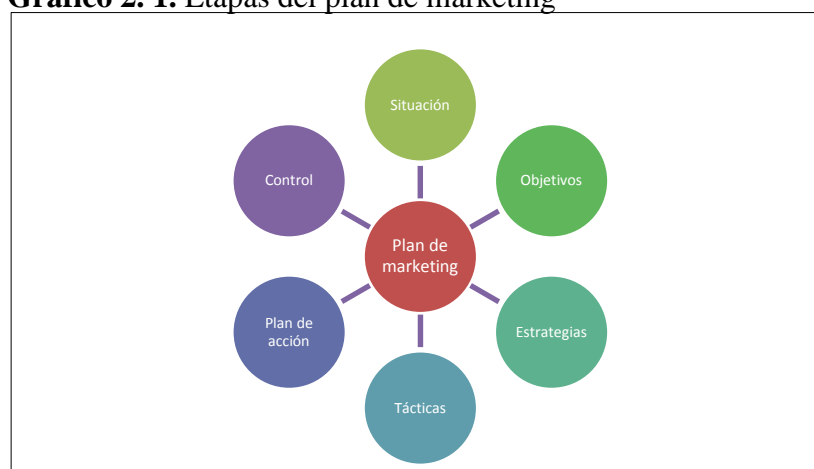 Gráfico 2. 1. Etapas del plan de marketing
Situación
Objetivos
Estrategias
Tácticas
Plan de
acción
Control
Plan de
marketing